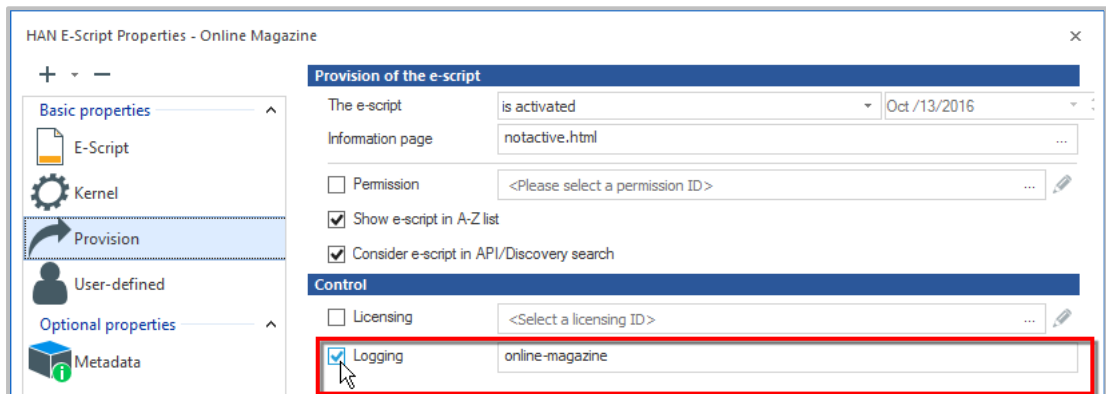 HAN E-Script Properties - Online Magazine
Basic properties
E-Script
Kernel
Provision
User-defined
Optional properties
Metadata
Provision of the e-script
The e-script is activated Oct /13/2016
Information page notactive.html ...
Permission <Please select a permission ID> ...
Show e-script in A-Z list
Consider e-script in API/Discovery search
Control
Licensing <Select a licensing ID> ...
Logging online-magazine